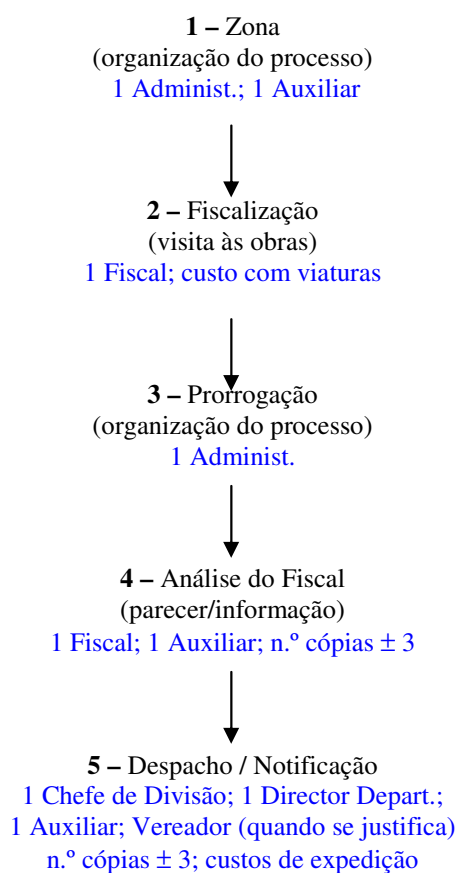 1 – Zona
(organização do processo)
1 Administ.; 1 Auxiliar
2 – Fiscalização
(visita às obras)
1 Fiscal; custo com viaturas
3 – Prorrogação
(organização do processo)
1 Administ.
4 – Análise do Fiscal
(parecer/informação)
1 Fiscal; 1 Auxiliar; n.º cópias ± 3
5 – Despacho / Notificação
1 Chefe de Divisão; 1 Director Depart.;
1 Auxiliar; Vereador (quando se justifica)
n.º cópias ± 3; custos de expedição